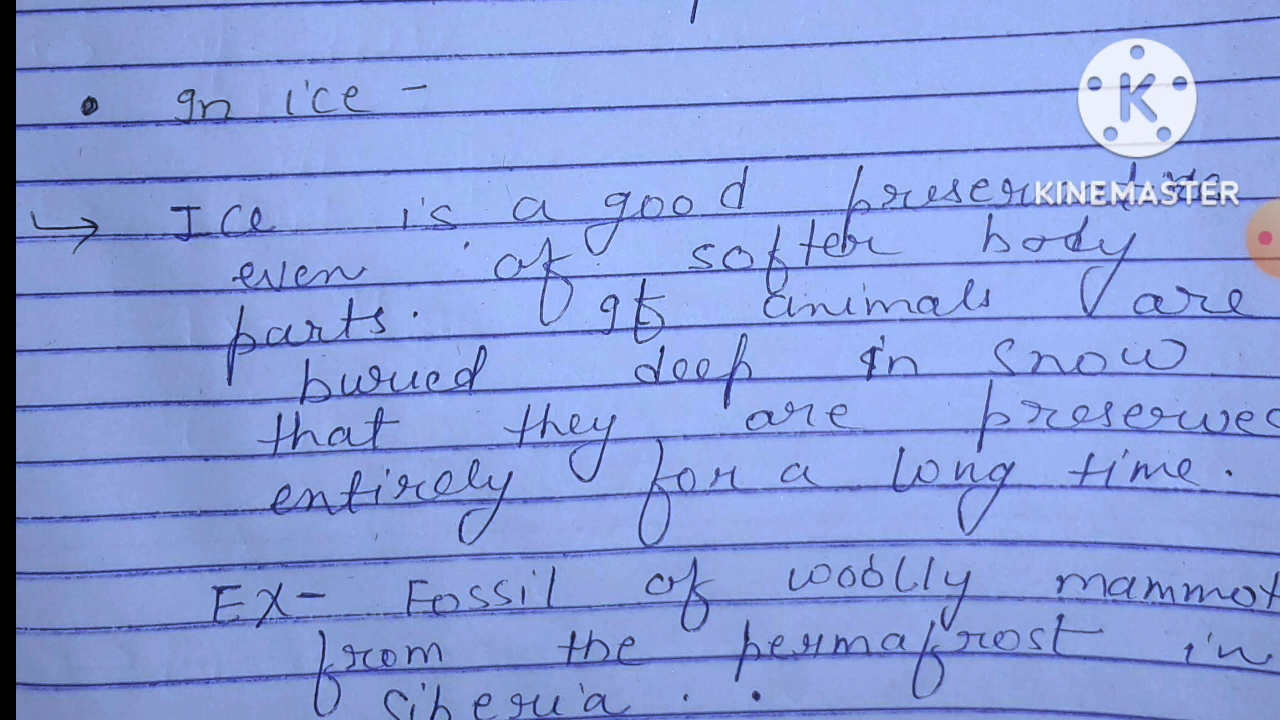 • In ice -
K
KINEMASTER
→ Ice is a good
even of softer body
parts. If animals are
buried deep in snow
that they are preserved
entirely for a long time.
EX- Fossil of woolly mammot
from the permafrost in
siberia .